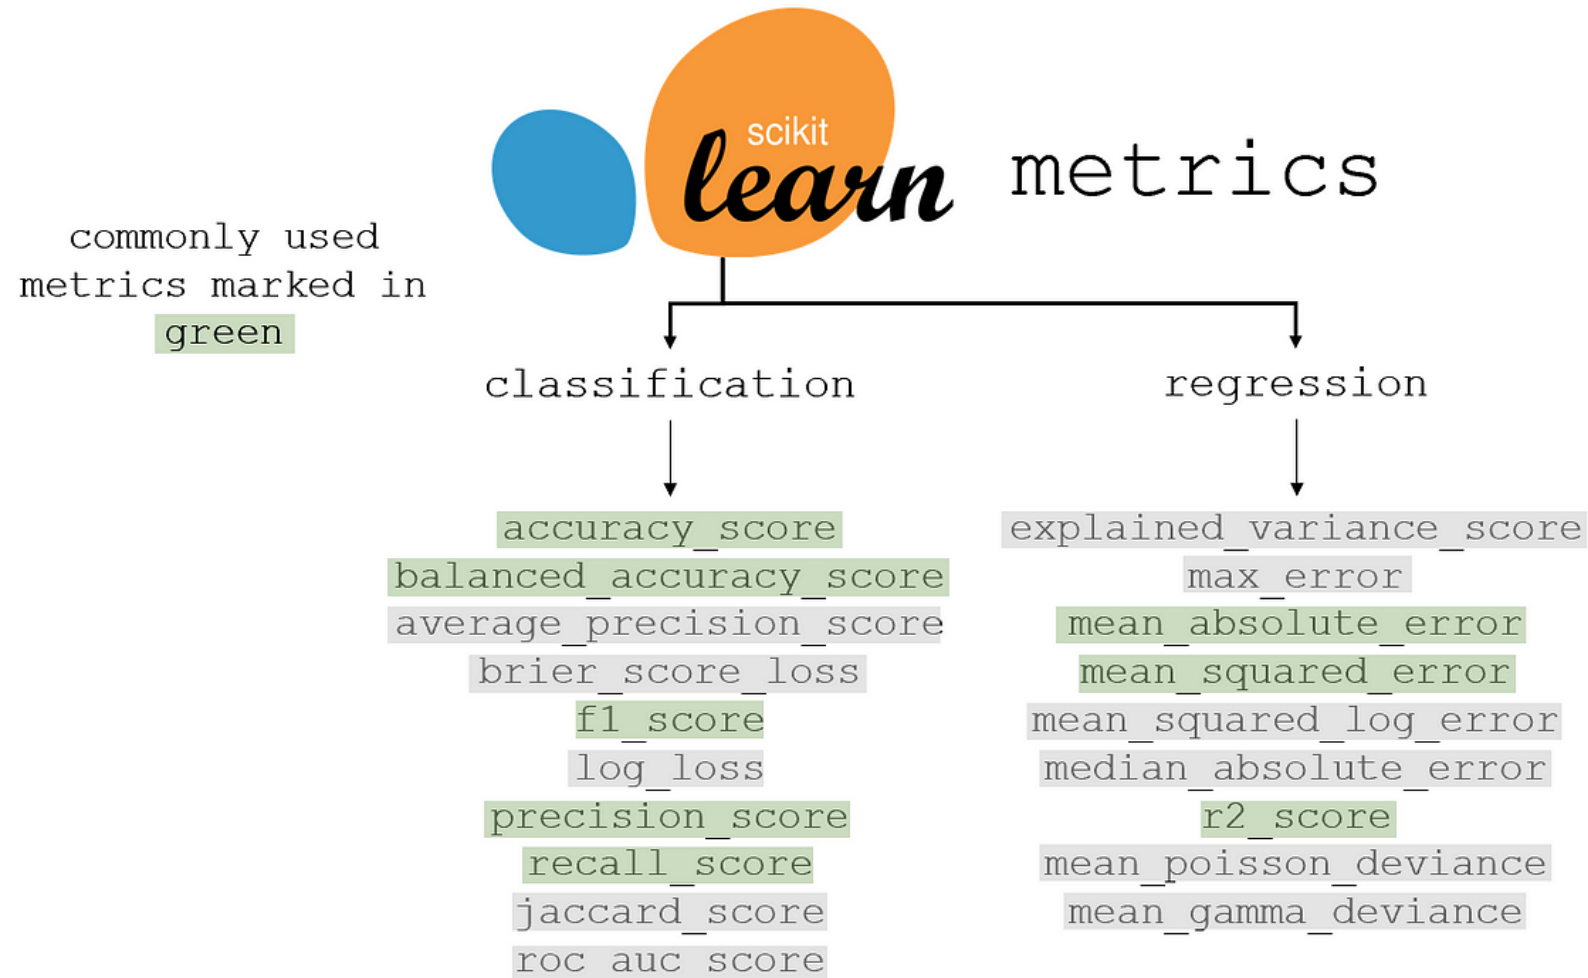 scikit
learn metrics
commonly used
metrics marked in
green
classification
accuracy_score
balanced_accuracy_score
average_precision_score
brier_score_loss
f1_score
log_loss
precision_score
recall_score
jaccard_score
roc_auc_score
regression
explained_variance_score
max_error
mean_absolute_error
mean_squared_error
mean_squared_log_error
median_absolute_error
r2_score
mean_poisson_deviance
mean_gamma_deviance